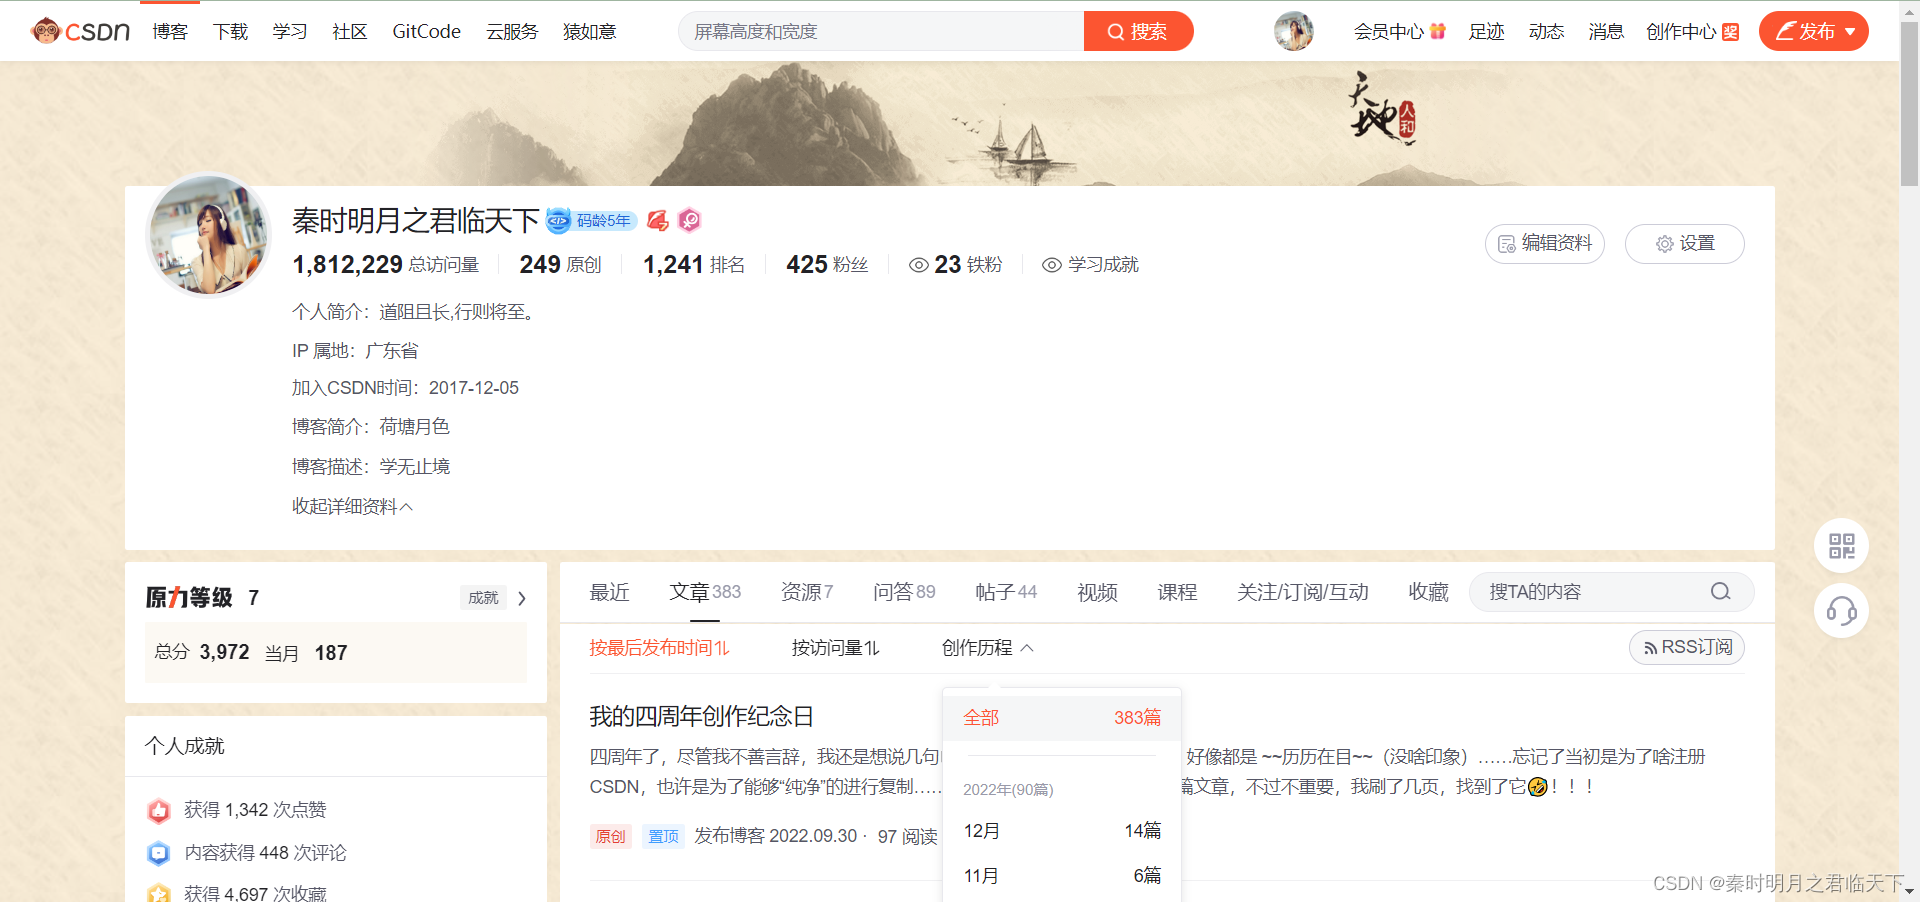 CSDN 博客 下载 学习 社区 GitCode 云服务 猿如意 屏幕高度和宽度 搜索 会员中心 足迹 动态 消息 创作中心 奖 发布
天地人和
秦时明月之君临天下 码龄5年
1,812,229 总访问量 249 原创 1,241 排名 425 粉丝 23 铁粉 学习成就
编辑资料 设置
个人简介：道阻且长,行则将至。
IP 属地：广东省
加入CSDN时间：2017-12-05
博客简介：荷塘月色
博客描述：学无止境
收起详细资料
原力等级 7 成就
总分 3,972 当月 187
个人成就
获得 1,342 次点赞
内容获得 448 次评论
获得 4,697 次收藏
最近 文章383 资源7 问答89 帖子44 视频 课程 关注/订阅/互动 收藏 搜TA的内容
按最后发布时间 按访问量 创作历程 RSS订阅
我的四周年创作纪念日
四周年了，尽管我不善言辞，我还是想说几句 好像都是 ~~历历在目~~（没啥印象）……忘记了当初是为了啥注册
CSDN，也许是为了能够“纯净”的进行复制…… 篇文章，不过不重要，我刷了几页，找到了它🤣！！！
原创 置顶 发布博客 2022.09.30 · 97 阅读
全部 383篇
2022年(90篇)
12月 14篇
11月 6篇
CSDN @秦时明月之君临天下